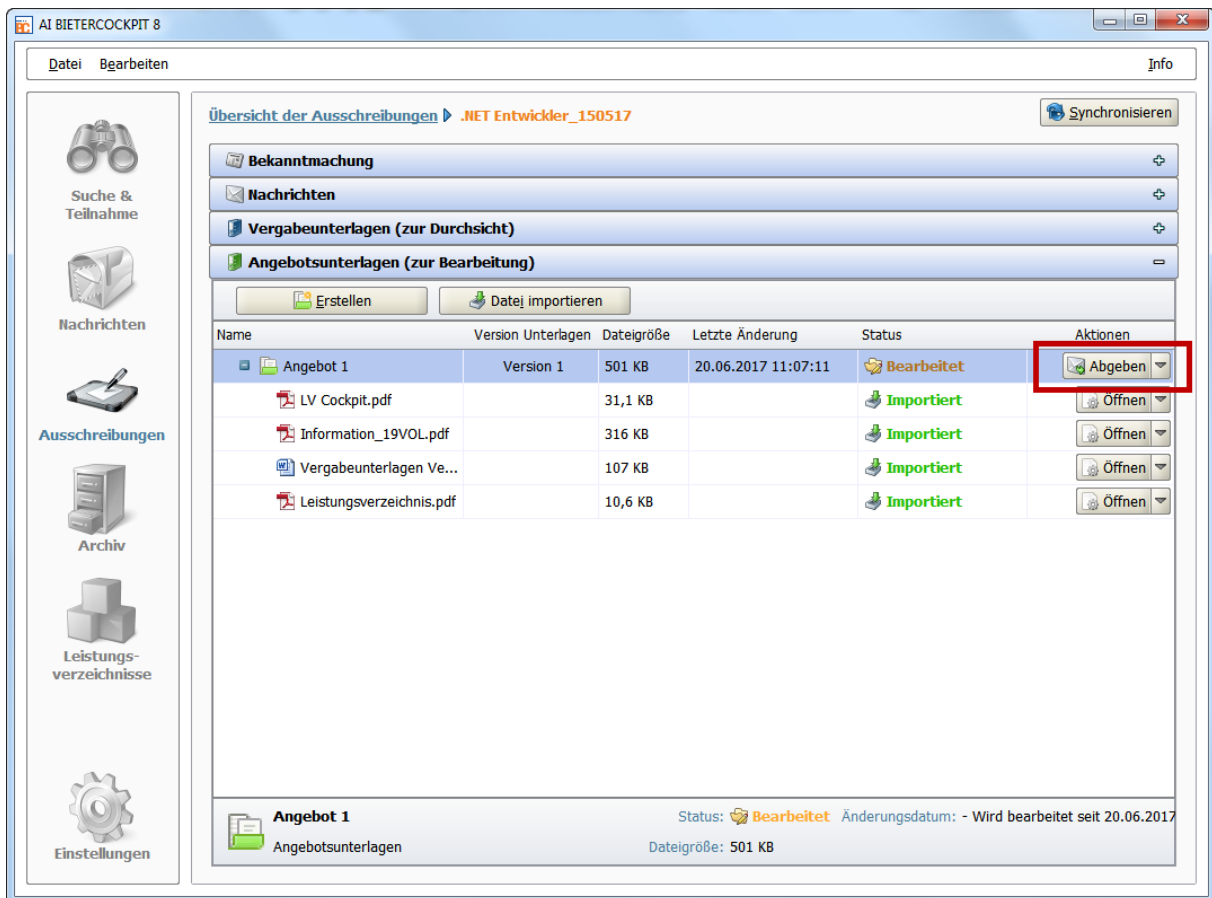 AI BIETERCOCKPIT 8
Datei Bearbeiten Info
Übersicht der Ausschreibungen .NET Entwickler_150517 Synchronisieren
Bekanntmachung
Nachrichten
Vergabeunterlagen (zur Durchsicht)
Angebotsunterlagen (zur Bearbeitung)
Erstellen Datei importieren
Name Version Unterlagen Dateigröße Letzte Änderung Status Aktionen
Angebot 1 Version 1 501 KB 20.06.2017 11:07:11 Bearbeitet Abgeben
LV Cockpit.pdf 31,1 KB Importiert Öffnen
Information_19VOL.pdf 316 KB Importiert Öffnen
Vergabeunterlagen Ve... 107 KB Importiert Öffnen
Leistungsverzeichnis.pdf 10,6 KB Importiert Öffnen
Suche &
Teilnahme
Nachrichten
Ausschreibungen
Archiv
Leistungs-
verzeichnisse
Einstellungen
Angebot 1 Status: Bearbeitet Änderungsdatum: - Wird bearbeitet seit 20.06.2017
Angebotsunterlagen Dateigröße: 501 KB